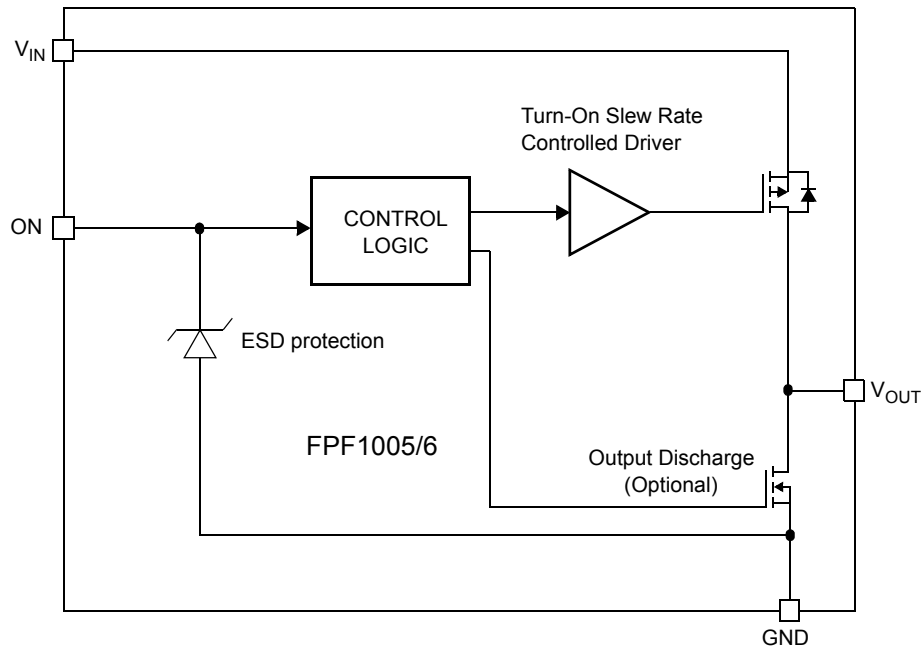 V_IN
Turn-On Slew Rate
Controlled Driver
ON
CONTROL
LOGIC
ESD protection
V_OUT
FPF1005/6
Output Discharge
(Optional)
GND